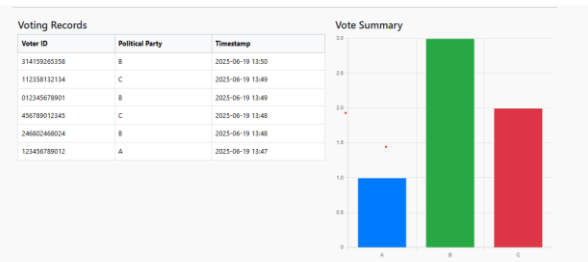 Voting Records
Voter ID Political Party Timestamp
314159265358 B 2025-06-19 13:50
112358132134 C 2025-06-19 13:49
012345678901 B 2025-06-19 13:49
456789012345 C 2025-06-19 13:48
246802468024 B 2025-06-19 13:48
123456789012 A 2025-06-19 13:47
Vote Summary
3.0
2.5
2.0
1.5
1.0
0.5
0
A B C